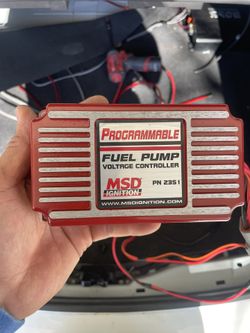 PROGRAMMABLE
FUEL PUMP
VOLTAGE CONTROLLER
MSD
IGNITION
PN 2351
WWW.MSDIGNITION.COM